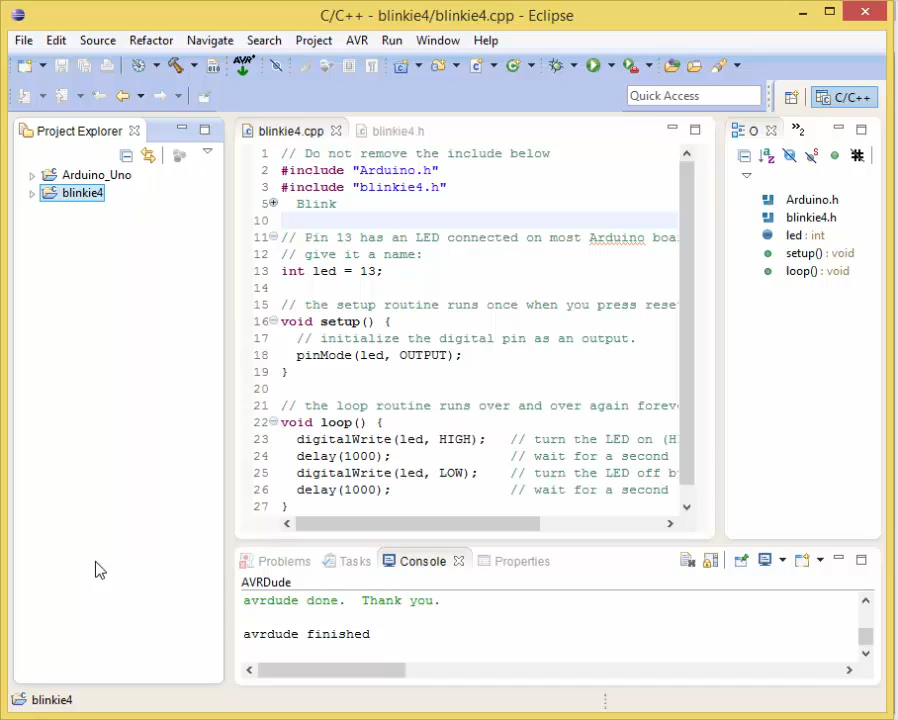 C/C++ - blinkie4/blinkie4.cpp - Eclipse
File Edit Source Refactor Navigate Search Project AVR Run Window Help
AVR
Quick Access
C/C++
Project Explorer
Arduino_Uno
blinkie4
blinkie4.cpp
blinkie4.h
1 // Do not remove the include below
2 #include "Arduino.h"
3 #include "blinkie4.h"
5 Blink
10
11 // Pin 13 has an LED connected on most Arduino boa
12 // give it a name:
13 int led = 13;
14
15 // the setup routine runs once when you press rese
16 void setup() {
17 // initialize the digital pin as an output.
18 pinMode(led, OUTPUT);
19 }
20
21 // the loop routine runs over and over again forev
22 void loop() {
23 digitalWrite(led, HIGH); // turn the LED on (H
24 delay(1000); // wait for a second
25 digitalWrite(led, LOW); // turn the LED off b
26 delay(1000); // wait for a second
27 }
O
»2
Arduino.h
blinkie4.h
led : int
setup() : void
loop() : void
Problems Tasks Console Properties
AVRDude
avrdude done. Thank you.
avrdude finished
blinkie4